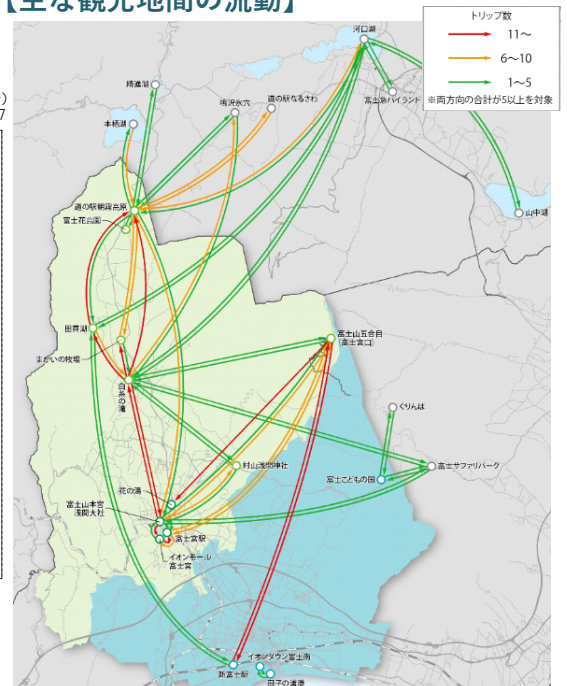 【主な観光地間の流動】
トリップ数
11～
6～10
1～5
※両方向の合計が5以上を対象
)
7
河口湖
精進湖
鳴沢氷穴
道の駅なるさわ
富士急ハイランド
本栖湖
道の駅朝霧高原
富士花鳥園
山中湖
田貫湖
富士山五合目
(富士宮口)
まかいの牧場
白糸の滝
ぐりんぱ
村山浅間神社
富士サファリパーク
富士こどもの国
花の湯
富士山本宮
浅間大社
富士宮駅
イオンモール
富士宮
イオンタウン富士南
新富士駅
田子の浦港